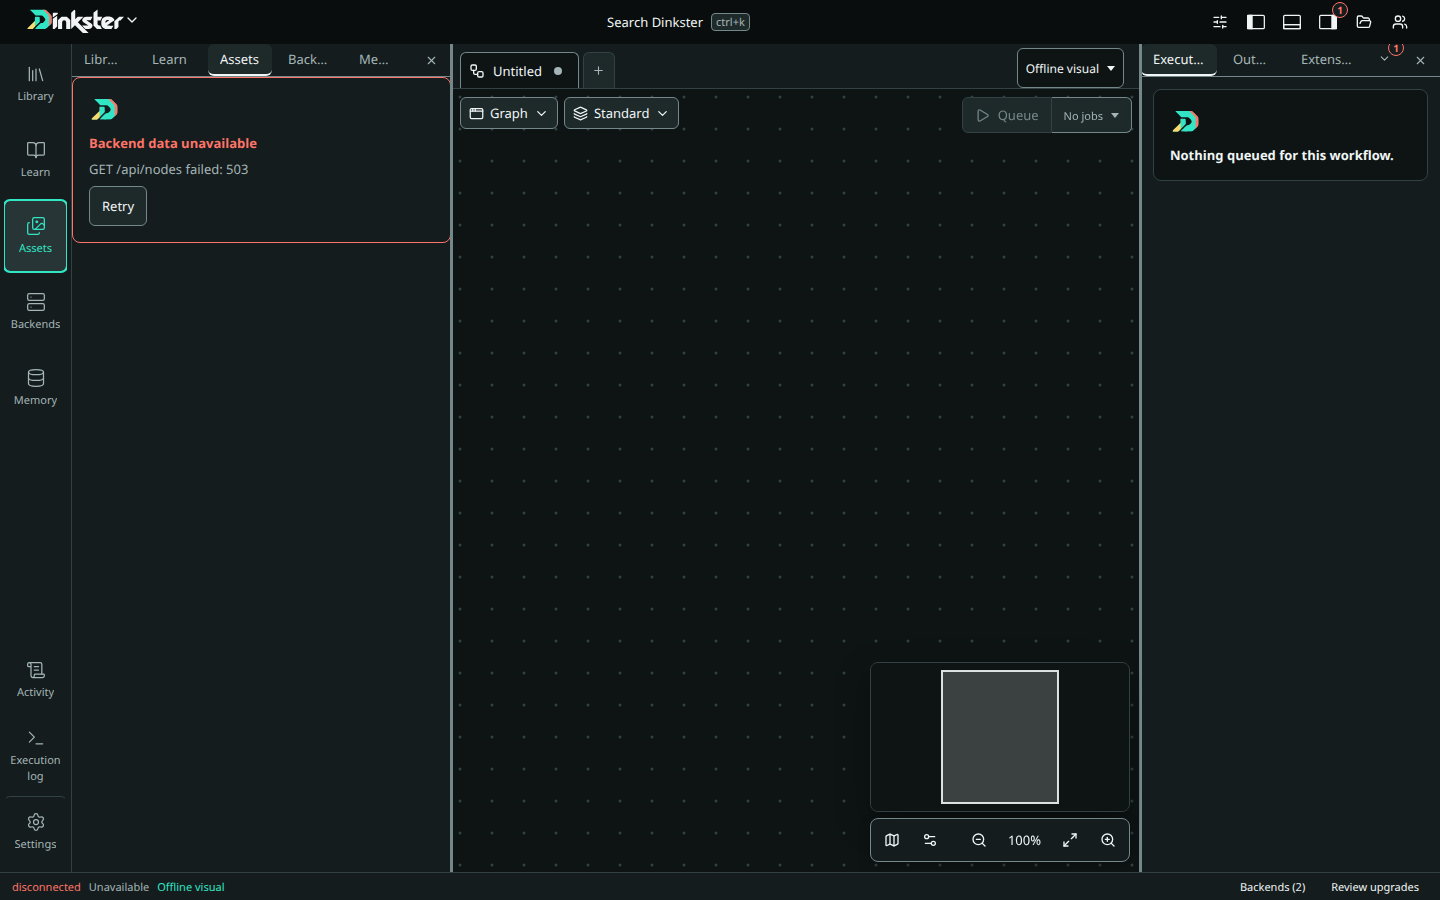 Dinkster
Search Dinkster ctrl+k
1
Libr...
Learn
Assets
Back...
Me...
Untitled
Offline visual
Execut...
Out...
Extens...
1
Library
Learn
Assets
Backends
Memory
Activity
Execution
log
Settings
Backend data unavailable
GET /api/nodes failed: 503
Retry
Graph
Standard
Queue
No jobs
Nothing queued for this workflow.
100%
disconnected Unavailable Offline visual
Backends (2)
Review upgrades